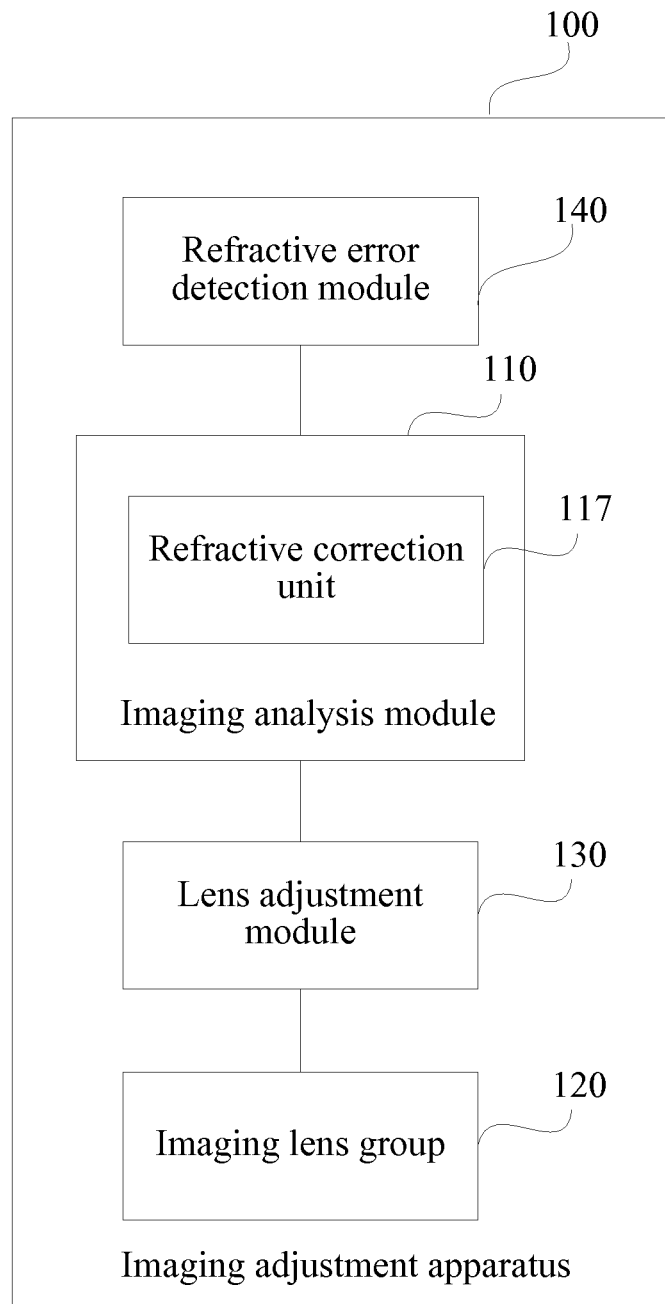 100
Refractive error
detection module
140
110
Refractive correction
unit
117
Imaging analysis module
Lens adjustment
module
130
Imaging lens group
120
Imaging adjustment apparatus